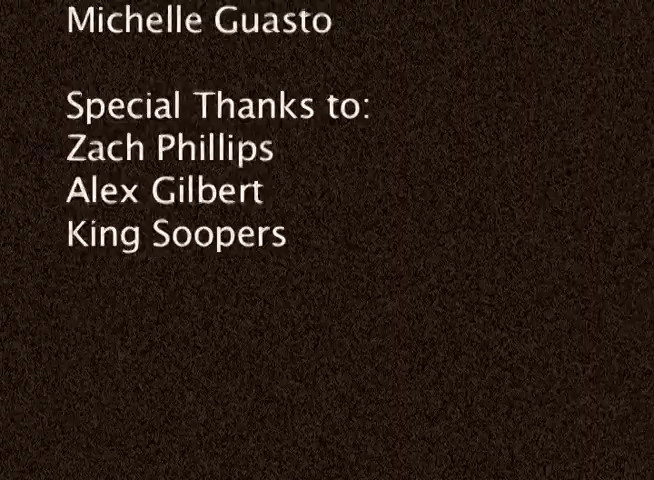 Michelle Guasto
Special Thanks to:
Zach Phillips
Alex Gilbert
King Soopers